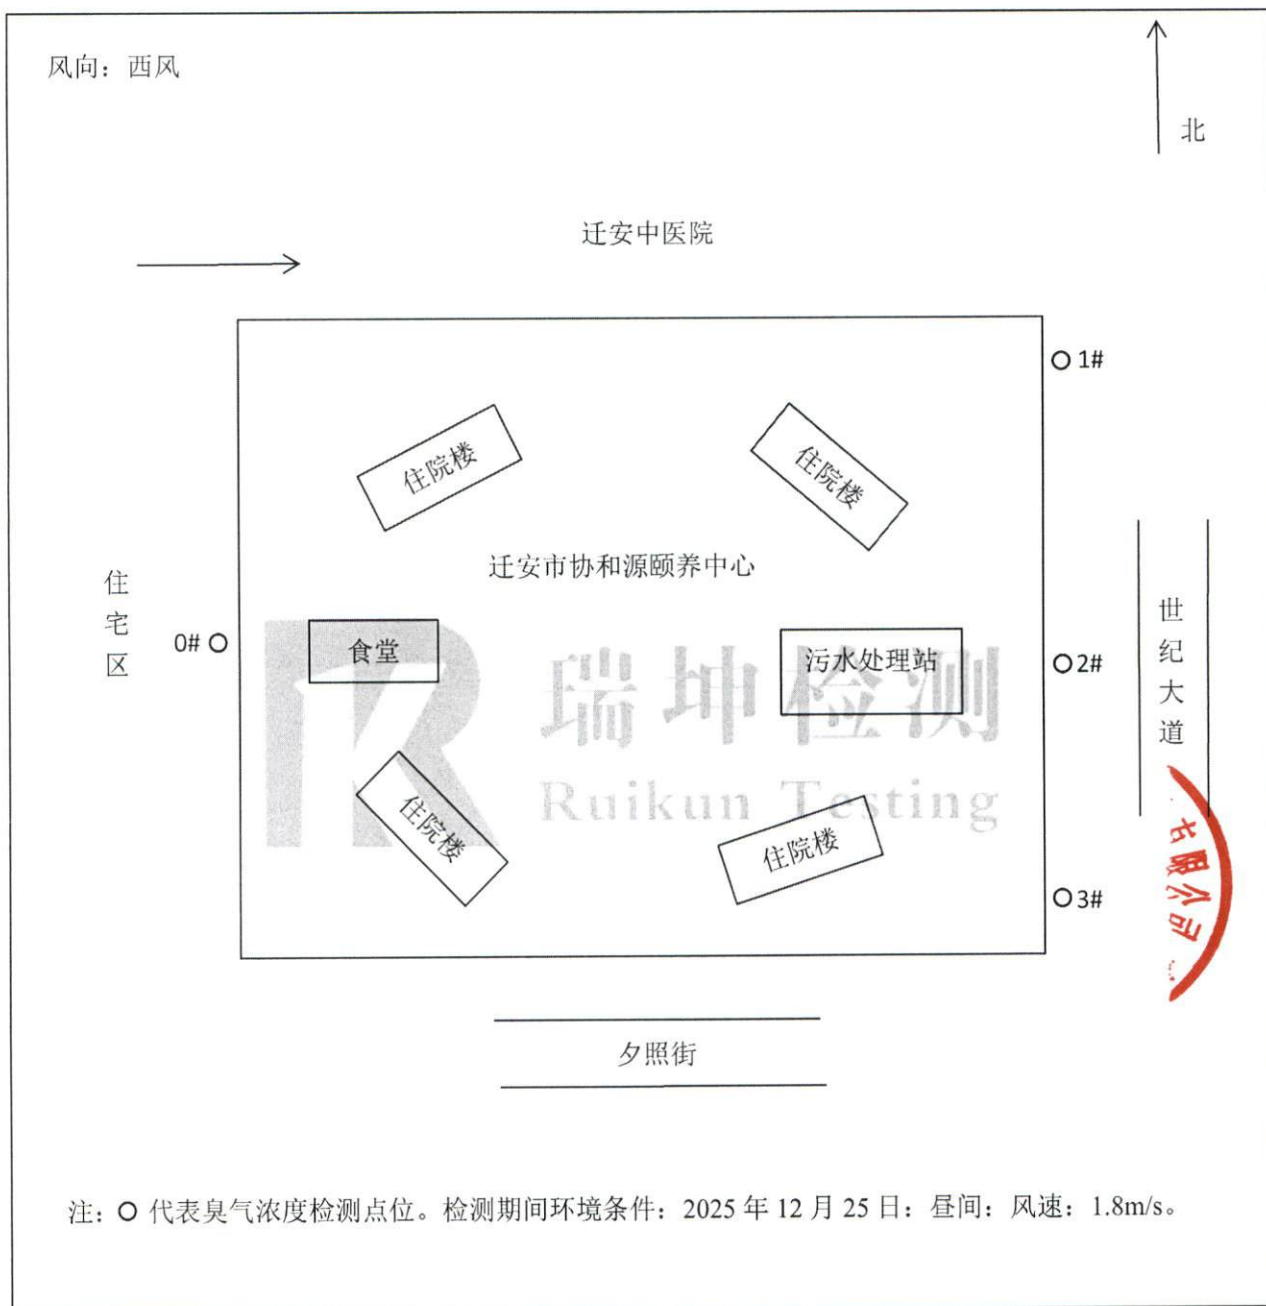 风向：西风
北
迁安中医院
1#
住院楼
住院楼
迁安市协和源颐养中心
住宅区
0#
食堂
污水处理站
2#
世纪大道
瑞坤检测
Ruikun Testing
住院楼
住院楼
3#
限公司
夕照街
注：O 代表臭气浓度检测点位。检测期间环境条件：2025 年 12 月 25 日：昼间：风速：1.8m/s。